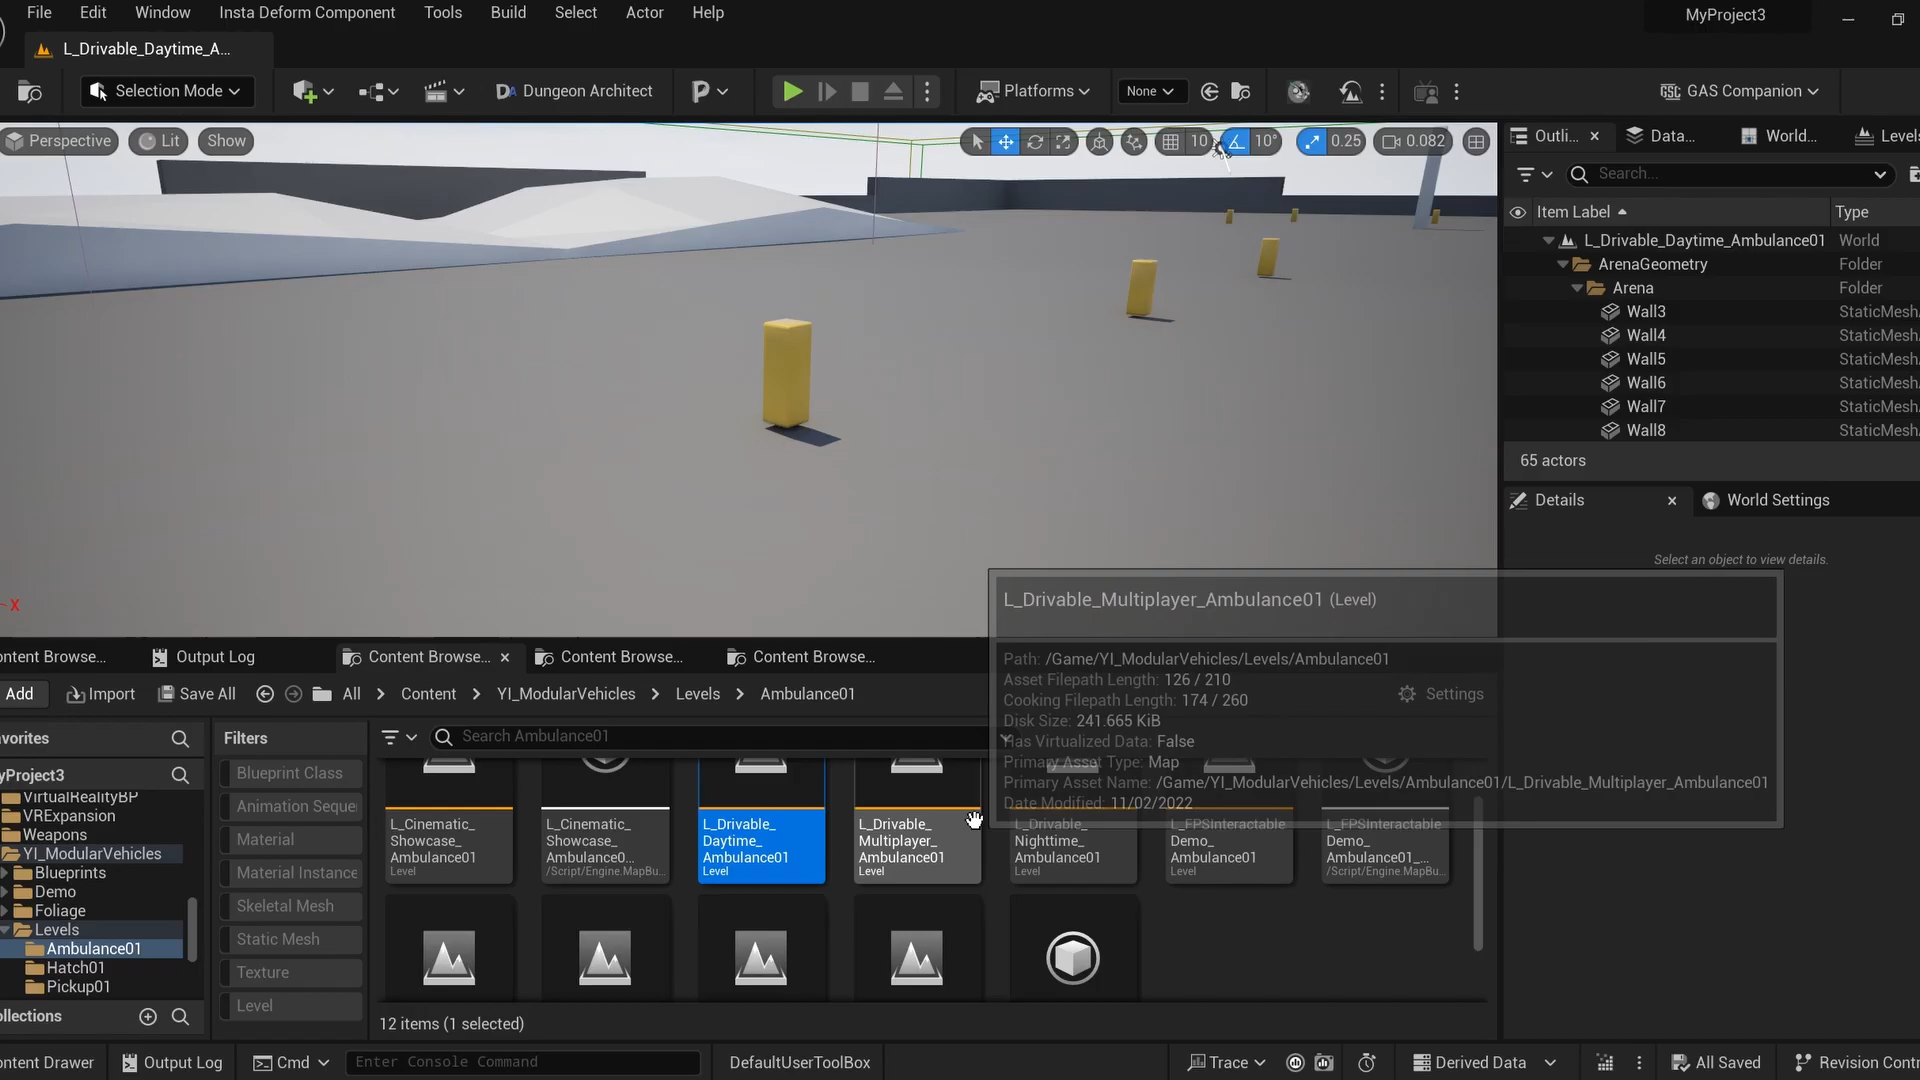 File Edit Window Insta Deform Component Tools Build Select Actor Help
MyProject3
L_Drivable_Daytime_A...
Selection Mode
Dungeon Architect
Platforms
None
GAS Companion
Perspective
Lit
Show
10
10°
0.25
0.082
Outli...
Data...
World...
Levels
Search...
Item Label
Type
L_Drivable_Daytime_Ambulance01 World
ArenaGeometry Folder
Arena Folder
Wall3 StaticMesh
Wall4 StaticMesh
Wall5 StaticMesh
Wall6 StaticMesh
Wall7 StaticMesh
Wall8 StaticMesh
65 actors
Details
World Settings
Select an object to view details.
X
L_Drivable_Multiplayer_Ambulance01 (Level)
Path: /Game/YI_ModularVehicles/Levels/Ambulance01
Asset Filepath Length: 126 / 210
Cooking Filepath Length: 174 / 260
Disk Size: 241.665 KiB
Has Virtualized Data: False
Primary Asset Type: Map
Primary Asset Name: /Game/YI_ModularVehicles/Levels/Ambulance01/L_Drivable_Multiplayer_Ambulance01
Date Modified: 11/02/2022
Settings
ontent Browse...
Output Log
Content Browse...
Content Browse...
Content Browse...
Add
Import
Save All
All > Content > YI_ModularVehicles > Levels > Ambulance01
avorites
MyProject3
VirtualRealityBP
VRExpansion
Weapons
YI_ModularVehicles
Blueprints
Demo
Foliage
Levels
Ambulance01
Hatch01
Pickup01
ollections
Filters
Blueprint Class
Animation Seque
Material
Material Instance
Skeletal Mesh
Static Mesh
Texture
Level
Search Ambulance01
L_Cinematic_
Showcase_
Ambulance01
Level
L_Cinematic_
Showcase_
Ambulance0...
/Script/Engine.MapBu...
L_Drivable_
Daytime_
Ambulance01
Level
L_Drivable_
Multiplayer_
Ambulance01
Level
L_Drivable_
Nighttime_
Ambulance01
Level
L_FPSInteractable
Demo_
Ambulance01
Level
L_FPSInteractable
Demo_
Ambulance01_...
/Script/Engine.MapBu...
12 items (1 selected)
ontent Drawer
Output Log
Cmd
Enter Console Command
DefaultUserToolBox
Trace
Derived Data
All Saved
Revision Contr